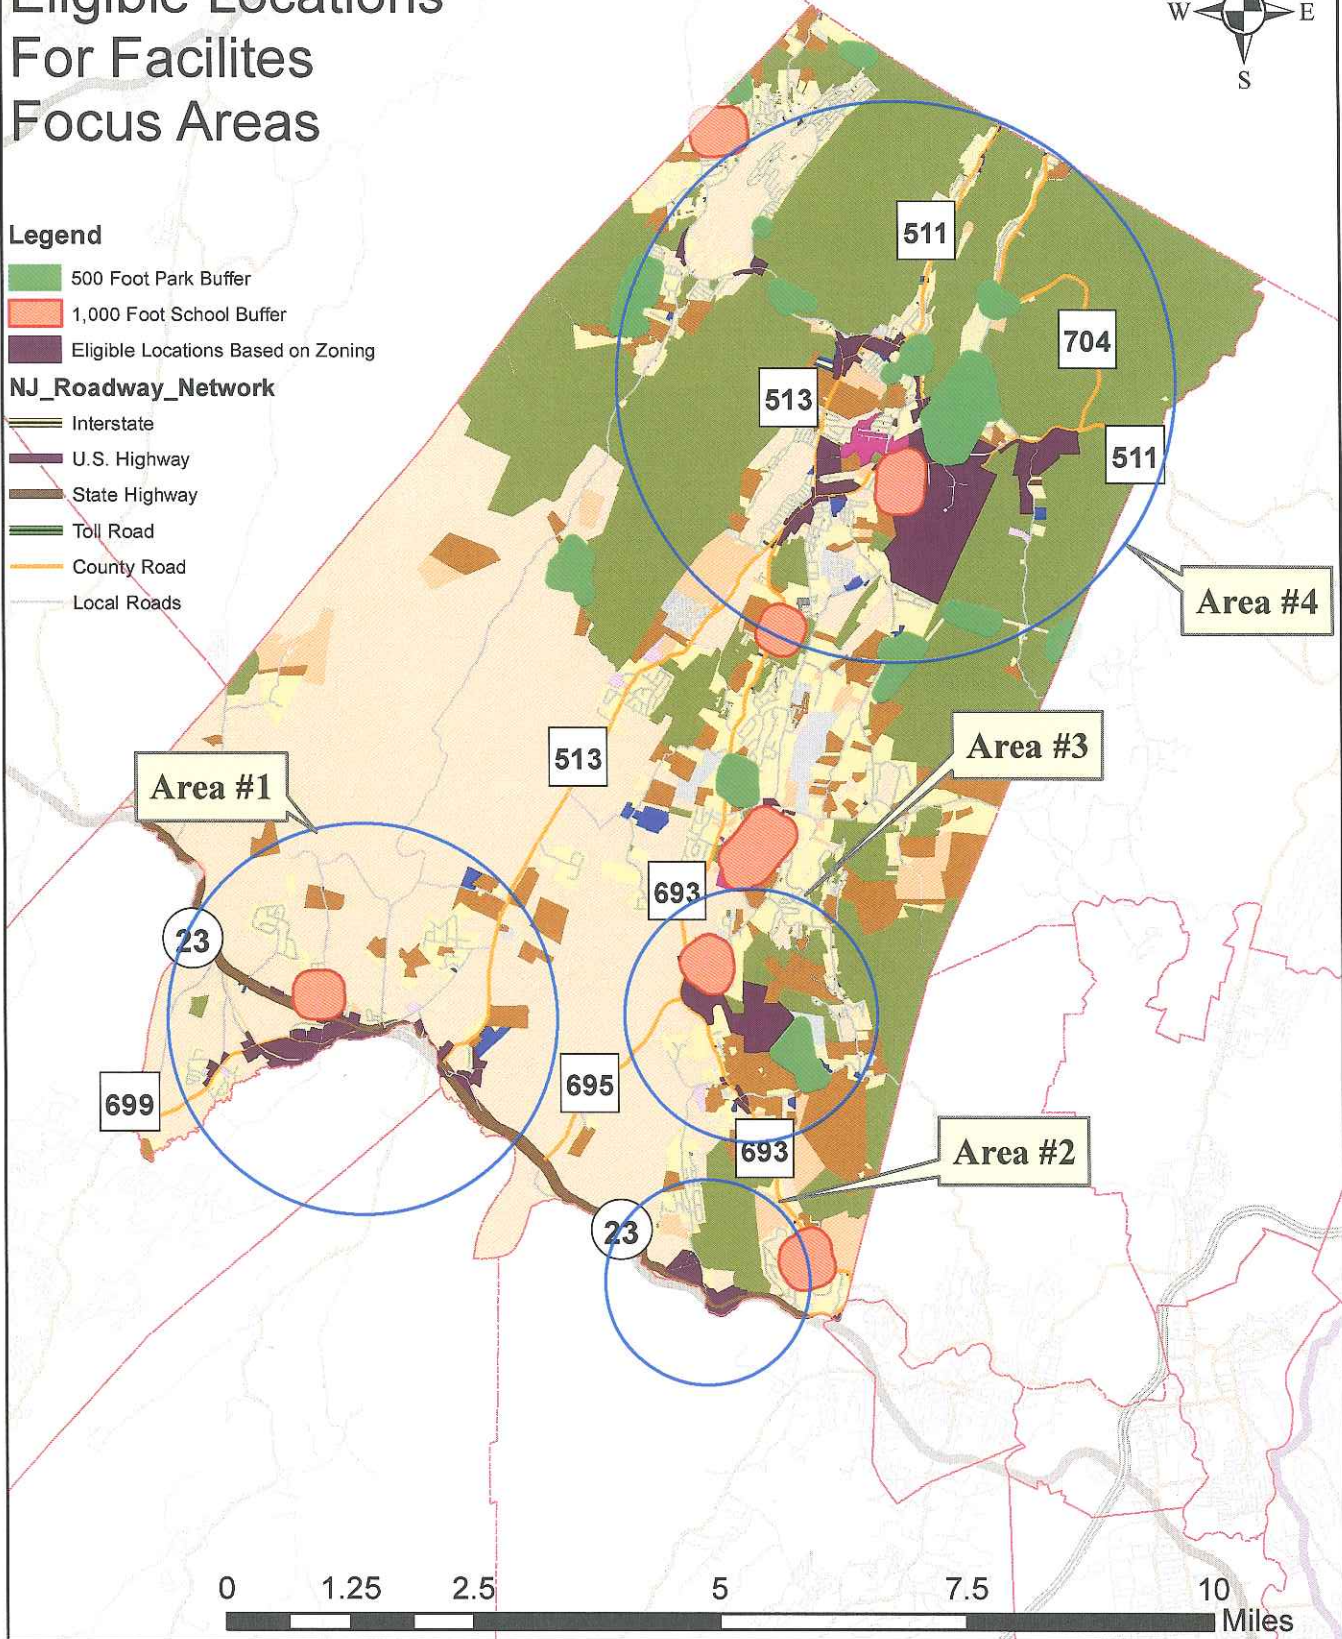 Eligible Locations
For Facilites
Focus Areas
W E
S
Legend
500 Foot Park Buffer
1,000 Foot School Buffer
Eligible Locations Based on Zoning
NJ_Roadway_Network
Interstate
U.S. Highway
State Highway
Toll Road
County Road
Local Roads
511
704
513
511
Area #4
Area #3
513
Area #1
693
23
695
699
693
Area #2
23
0 1.25 2.5 5 7.5 10
Miles